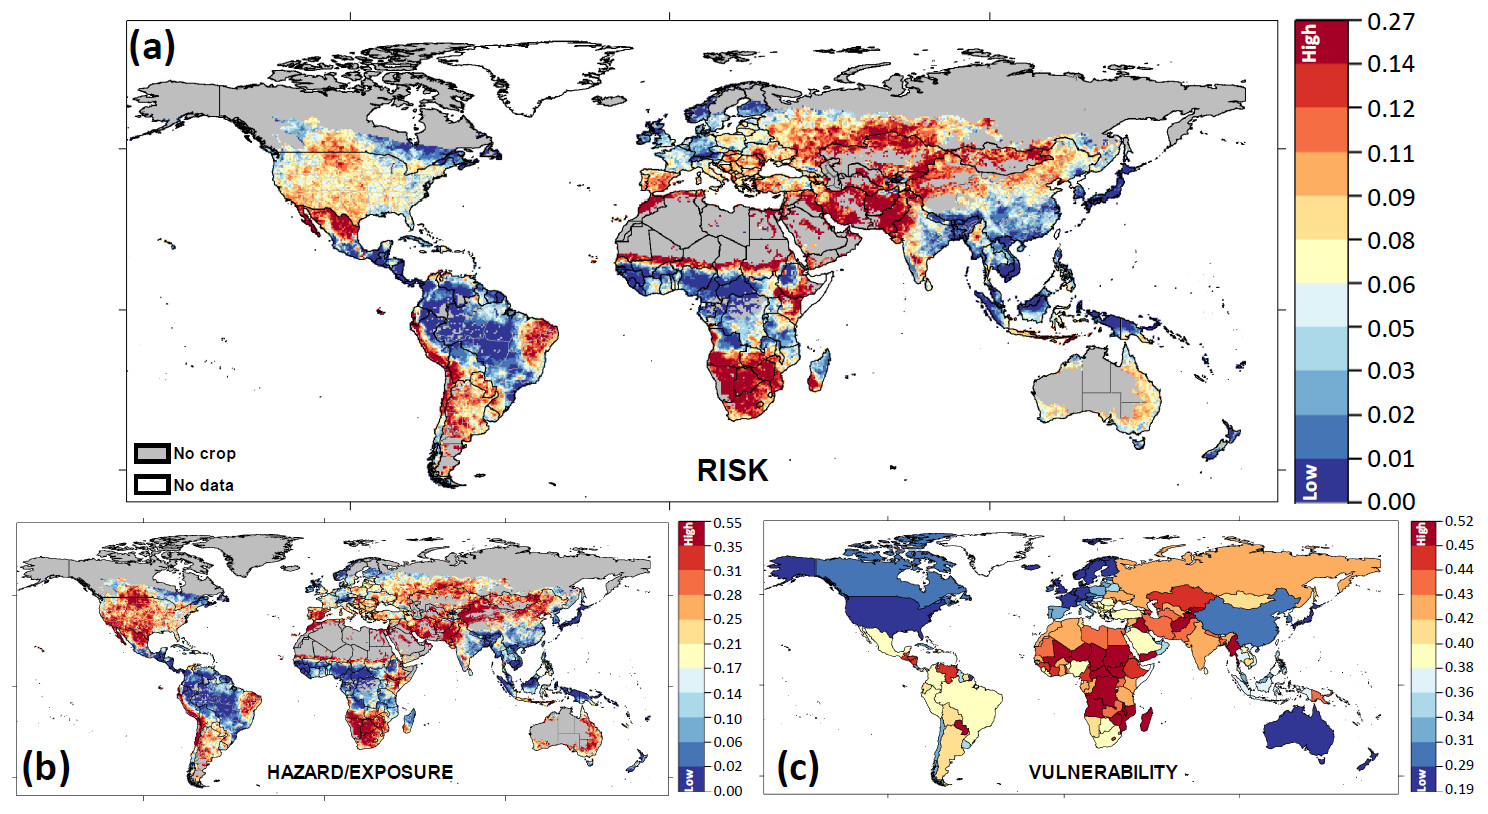 (a)
High
0.27
0.14
0.12
0.11
0.09
0.08
0.06
0.05
0.03
0.02
0.01
0.00
Low
No crop
No data
RISK
(b)
HAZARD/EXPOSURE
High
0.55
0.35
0.31
0.28
0.25
0.21
0.17
0.14
0.10
0.06
0.02
0.00
Low
(c)
VULNERABILITY
High
0.52
0.45
0.44
0.43
0.42
0.40
0.38
0.36
0.34
0.31
0.29
0.19
Low